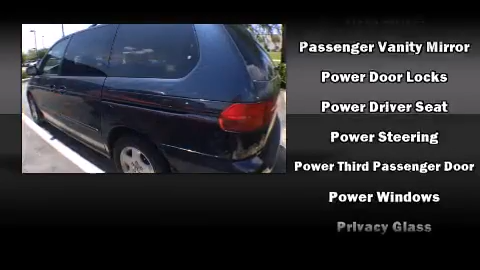 Passenger Vanity Mirror
Power Door Locks
Power Driver Seat
Power Steering
Power Third Passenger Door
Power Windows
Privacy Glass